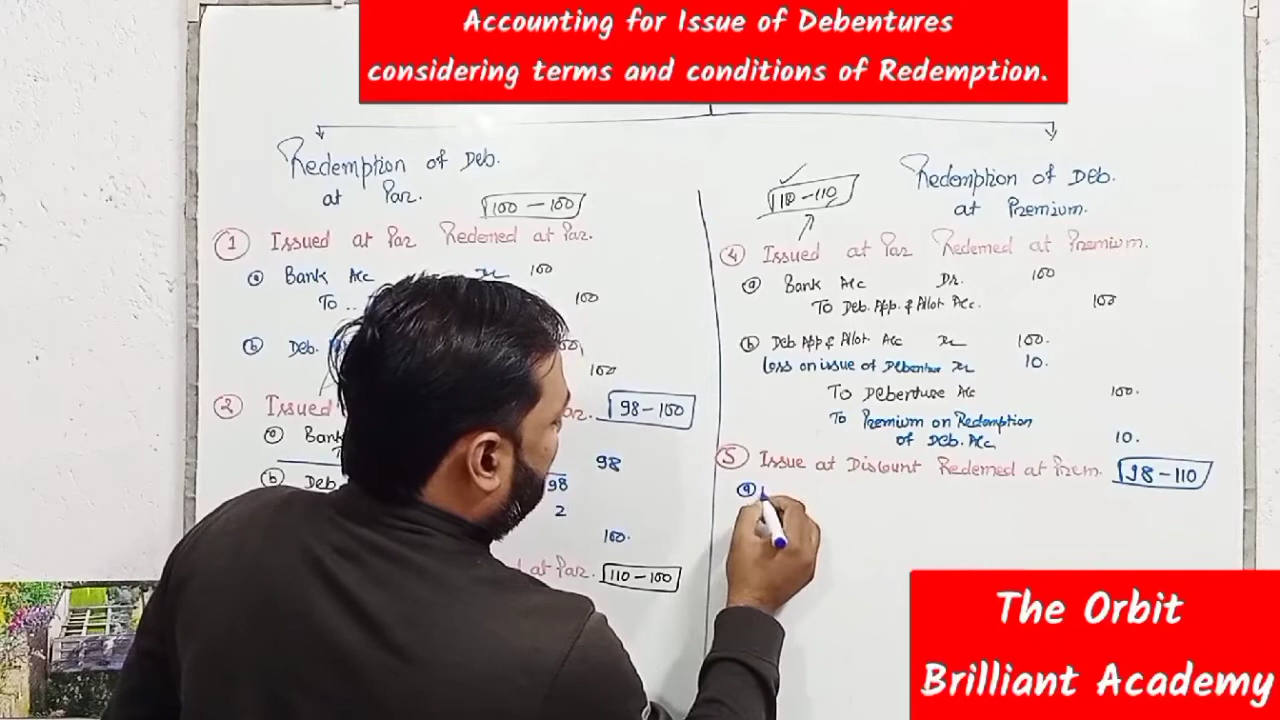 Accounting for Issue of Debentures
considering terms and conditions of Redemption.
Redemption of Deb.
at Par.
100 - 100
① Issued at Par Redemed at Par.
ⓐ Bank A/c Dr 100
To .. 100
ⓑ Deb. 100
100
② Issued Par. 98 - 100
ⓐ Bank 98
ⓑ Deb 98
2
100.
at Par. 110 - 100
110 - 110
Redemption of Deb.
at Premium.
④ Issued at Par Redemed at Premium.
ⓐ Bank A/c Dr. 100
To Deb. App. & Allot A/c. 100
ⓑ Deb App & Allot A/c Dr 100.
Loss on issue of Debenture Dr 10.
To Debenture A/c 100.
To Premium on Redemption
of Deb. A/c 10.
⑤ Issue at Discount Redemed at Prem. 98 - 110
ⓐ
The Orbit
Brilliant Academy